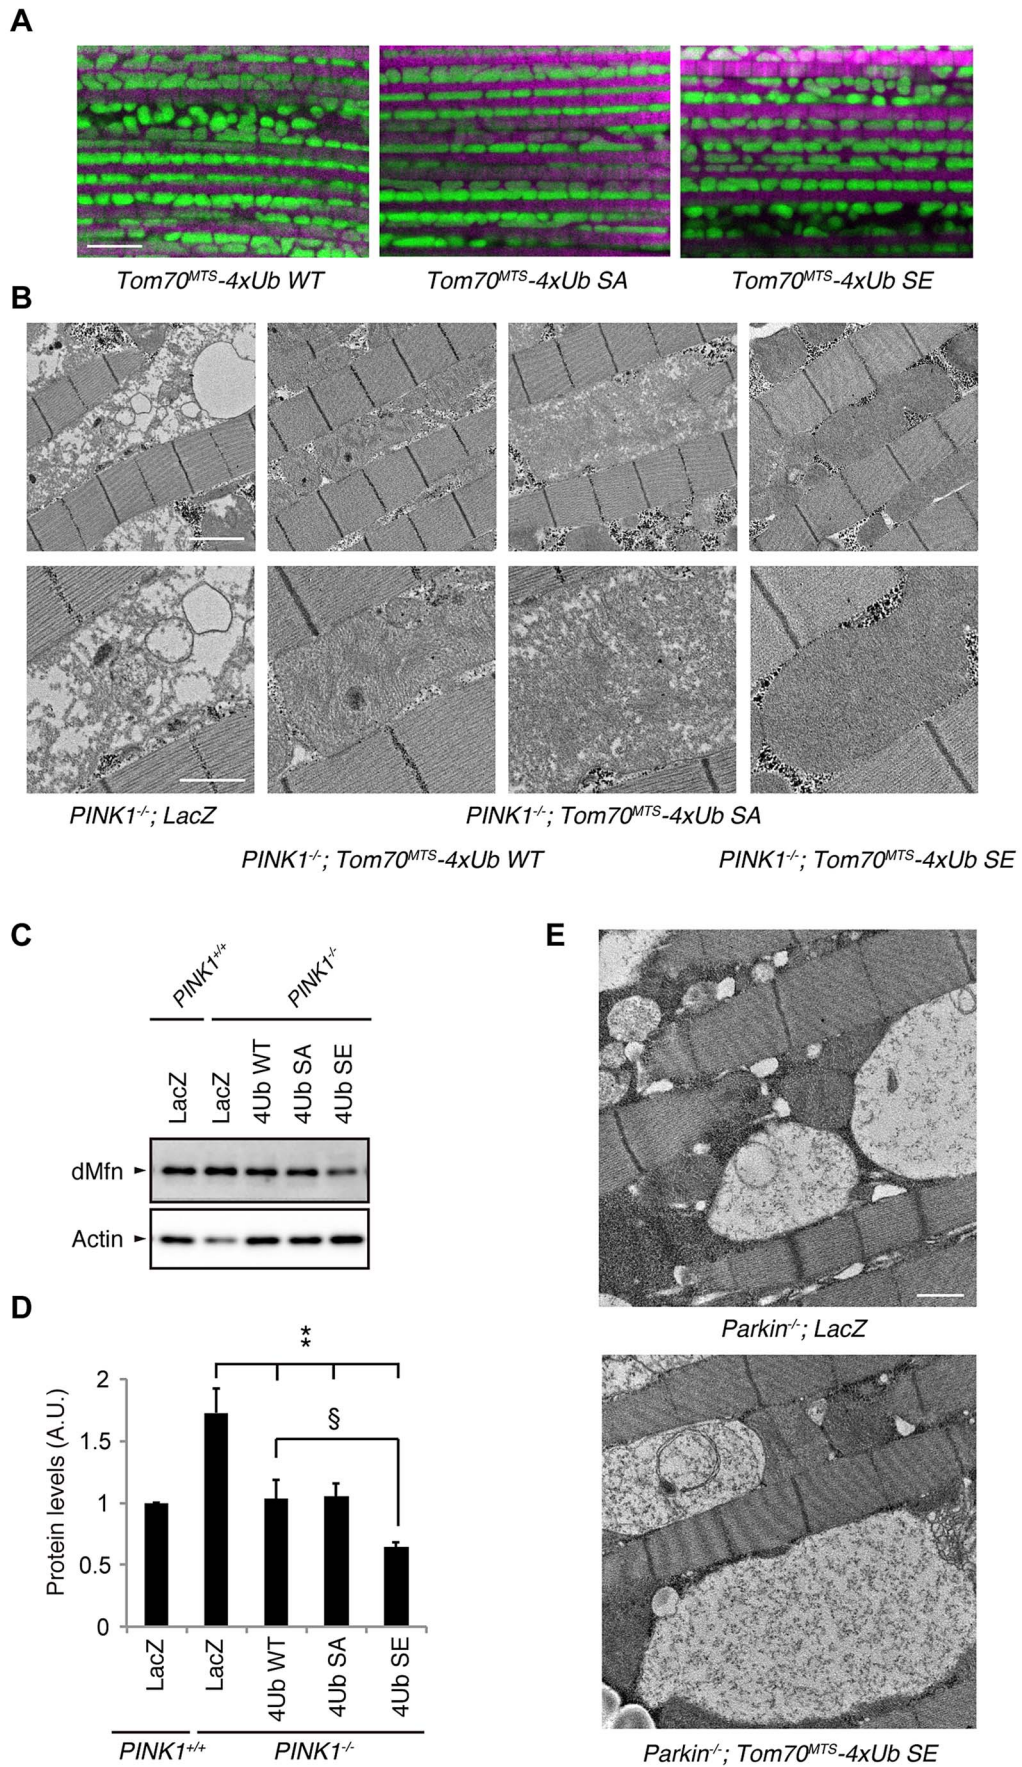 A
Tom70MTS-4xUb WT
Tom70MTS-4xUb SA
Tom70MTS-4xUb SE
B
PINK1-/-; LacZ
PINK1-/-; Tom70MTS-4xUb SA
PINK1-/-; Tom70MTS-4xUb WT
PINK1-/-; Tom70MTS-4xUb SE
C
PINK1+/+
PINK1-/-
LacZ
LacZ
4Ub WT
4Ub SA
4Ub SE
dMfn
Actin
D
Protein levels (A.U.)
2
1.5
1
0.5
0
**
§
LacZ
LacZ
4Ub WT
4Ub SA
4Ub SE
PINK1+/+
PINK1-/-
E
Parkin-/-; LacZ
Parkin-/-; Tom70MTS-4xUb SE